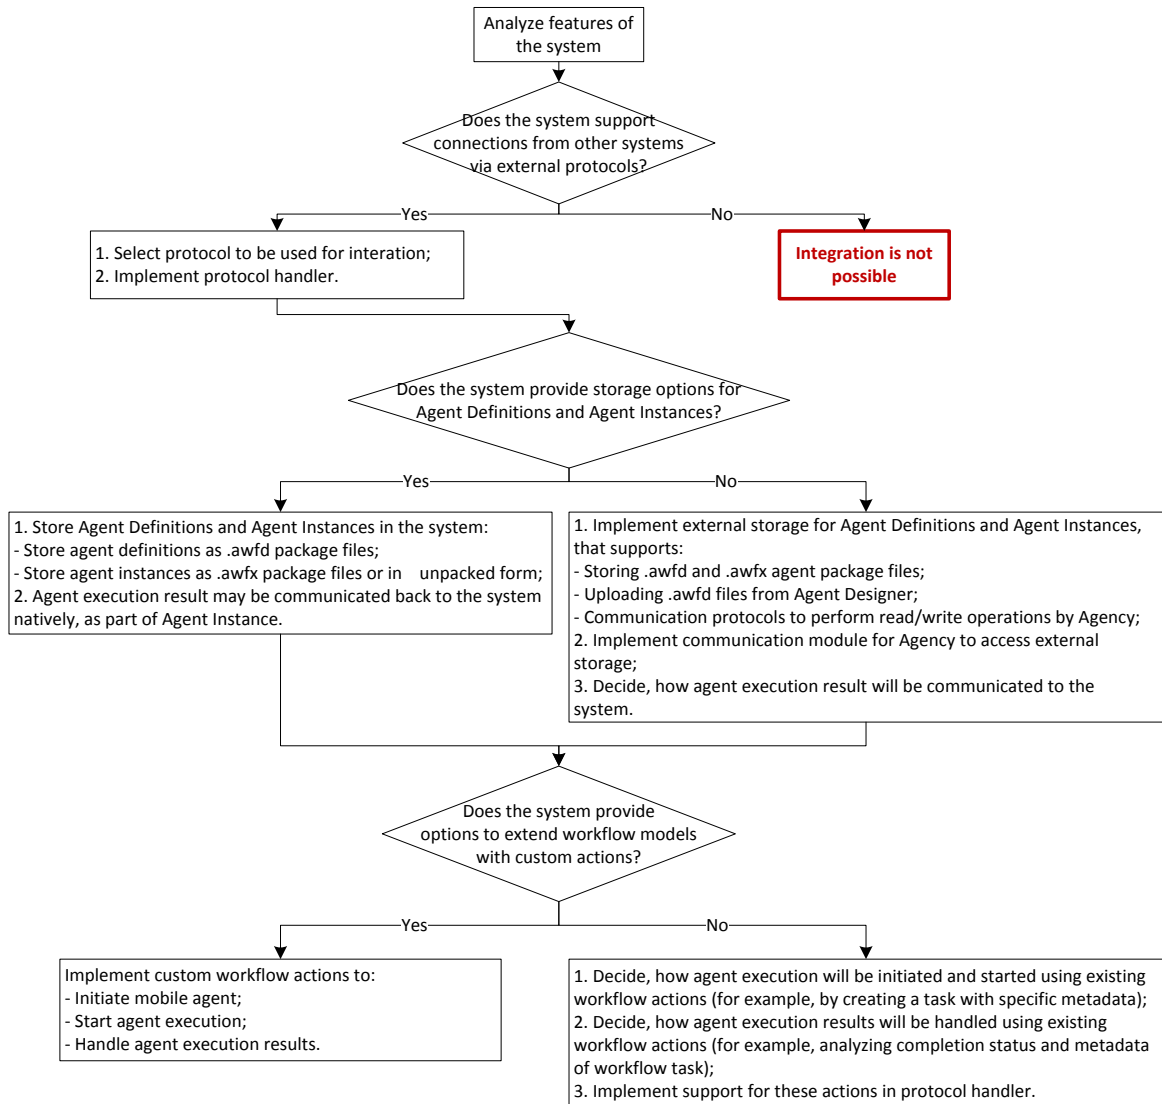 Analyze features of
the system
Does the system support
connections from other systems
via external protocols?
Yes
No
1. Select protocol to be used for interation;
2. Implement protocol handler.
Integration is not
possible
Does the system provide storage options for
Agent Definitions and Agent Instances?
Yes
No
1. Store Agent Definitions and Agent Instances in the system:
- Store agent definitions as .awfd package files;
- Store agent instances as .awfx package files or in unpacked form;
2. Agent execution result may be communicated back to the system
natively, as part of Agent Instance.
1. Implement external storage for Agent Definitions and Agent Instances,
that supports:
- Storing .awfd and .awfx agent package files;
- Uploading .awfd files from Agent Designer;
- Communication protocols to perform read/write operations by Agency;
2. Implement communication module for Agency to access external
storage;
3. Decide, how agent execution result will be communicated to the
system.
Does the system provide
options to extend workflow models
with custom actions?
Yes
No
Implement custom workflow actions to:
- Initiate mobile agent;
- Start agent execution;
- Handle agent execution results.
1. Decide, how agent execution will be initiated and started using existing
workflow actions (for example, by creating a task with specific metadata);
2. Decide, how agent execution results will be handled using existing
workflow actions (for example, analyzing completion status and metadata
of workflow task);
3. Implement support for these actions in protocol handler.